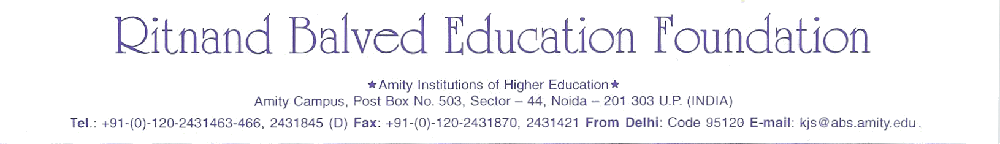 Ritnand Balved Education Foundation
★Amity Institutions of Higher Education★
Amity Campus, Post Box No. 503, Sector – 44, Noida – 201 303 U.P. (INDIA)
Tel.: +91-(0)-120-2431463-466, 2431845 (D) Fax: +91-(0)-120-2431870, 2431421 From Delhi: Code 95120 E-mail: kjs@abs.amity.edu.